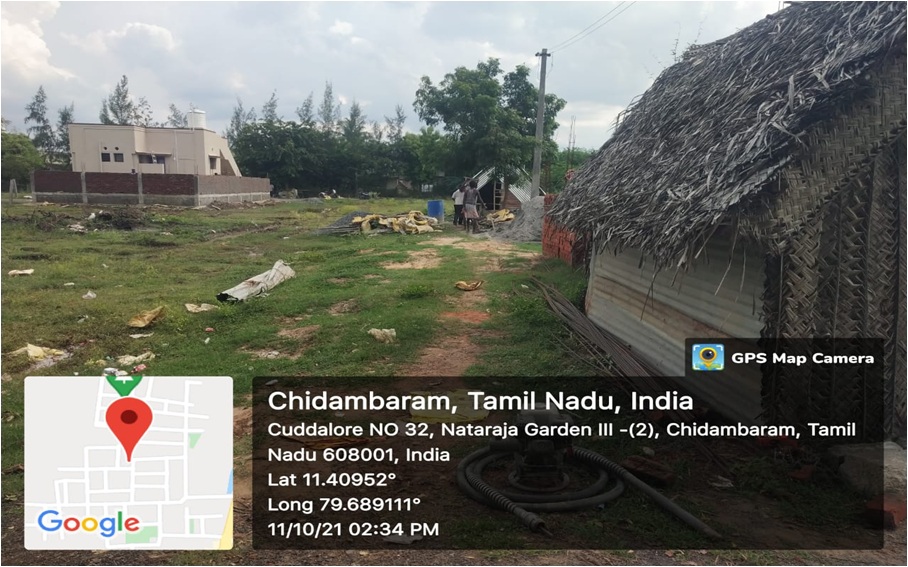 GPS Map Camera
Chidambaram, Tamil Nadu, India
Cuddalore NO 32, Nataraja Garden III -(2), Chidambaram, Tamil
Nadu 608001, India
Lat 11.40952°
Long 79.689111°
11/10/21 02:34 PM
Google